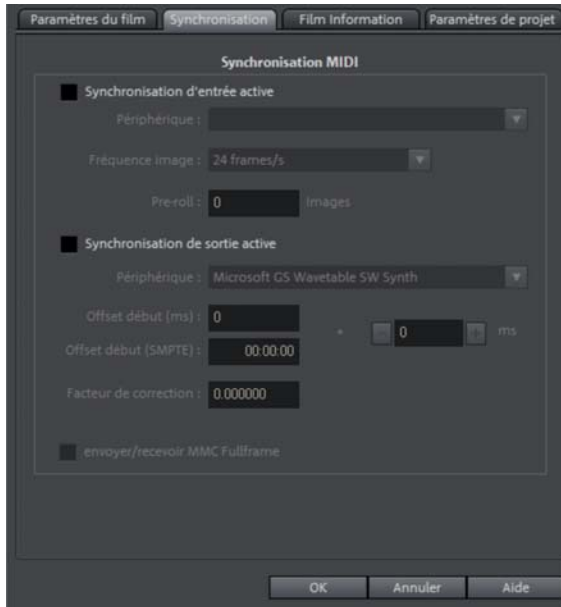 Paramètres du film Synchronisation Film Information Paramètres de projet
Synchronisation MIDI
Synchronisation d'entrée active
Périphérique :
Fréquence image : 24 frames/s
Pre-roll : 0 Images
Synchronisation de sortie active
Périphérique : Microsoft GS Wavetable SW Synth
Offset début (ms) : 0 + - 0 + ms
Offset début (SMPTE) : 00:00:00
Facteur de correction : 0.000000
envoyer/recevoir MMC Fullframe
OK Annuler Aide